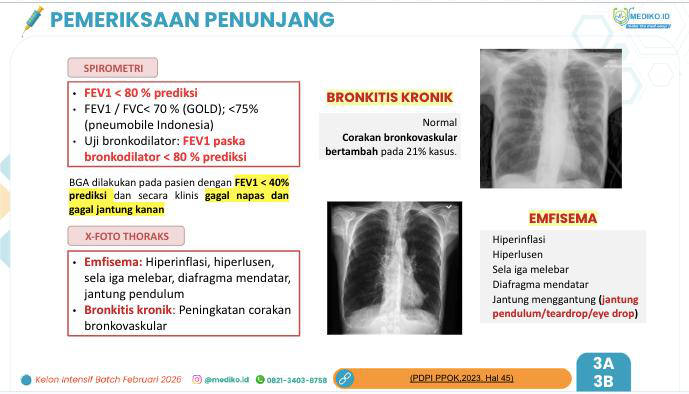 PEMERIKSAAN PENUNJANG
MEDIKO.ID
SPIROMETRI
• FEV1 < 80 % prediksi
• FEV1 / FVC< 70 % (GOLD); <75%
(pneumobile Indonesia)
• Uji bronkodilator: FEV1 paska
bronkodilator < 80 % prediksi
BGA dilakukan pada pasien dengan FEV1 < 40%
prediksi dan secara klinis gagal napas dan
gagal jantung kanan
X-FOTO THORAKS
• Emfisema: Hiperinflasi, hiperlusen,
sela iga melebar, diafragma mendatar,
jantung pendulum
• Bronkitis kronik: Peningkatan corakan
bronkovaskular
BRONKITIS KRONIK
Normal
Corakan bronkovaskular
bertambah pada 21% kasus.
EMFISEMA
Hiperinflasi
Hiperlusen
Sela iga melebar
Diafragma mendatar
Jantung menggantung (jantung
pendulum/teardrop/eye drop)
Kelan Intensif Batch Februari 2026
@mediko.id
0821-3403-8758
(PDPI PPOK,2023, Hal 45)
3A
3B